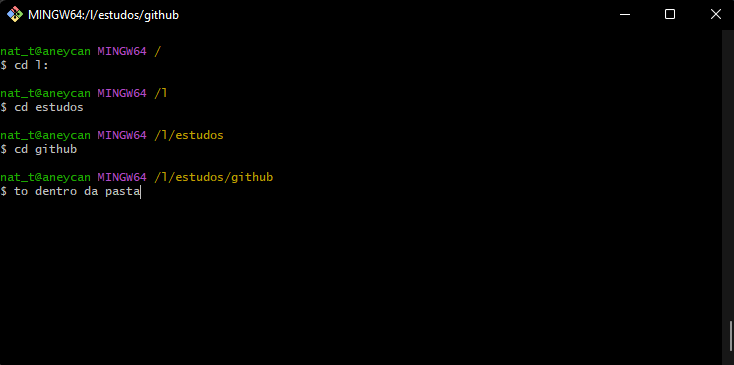 MINGW64:/l/estudos/github
nat_t@aneycan MINGW64 /
$ cd l:
nat_t@aneycan MINGW64 /l
$ cd estudos
nat_t@aneycan MINGW64 /l/estudos
$ cd github
nat_t@aneycan MINGW64 /l/estudos/github
$ to dentro da pasta